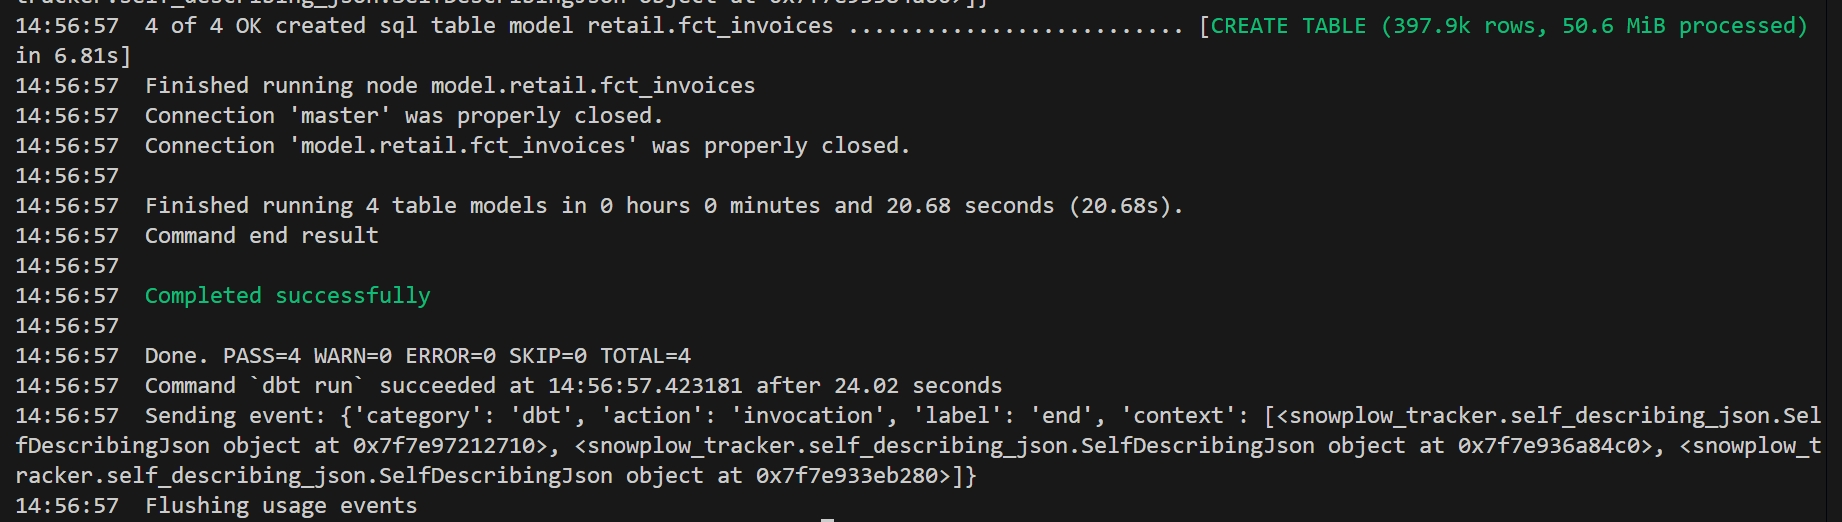 tracker.self_describing_json.SelfDescribingJson object at
14:56:57  4 of 4 OK created sql table model retail.fct_invoices .......................... [CREATE TABLE (397.9k rows, 50.6 MiB processed)
in 6.81s]
14:56:57  Finished running node model.retail.fct_invoices
14:56:57  Connection 'master' was properly closed.
14:56:57  Connection 'model.retail.fct_invoices' was properly closed.
14:56:57
14:56:57  Finished running 4 table models in 0 hours 0 minutes and 20.68 seconds (20.68s).
14:56:57  Command end result
14:56:57
14:56:57  Completed successfully
14:56:57
14:56:57  Done. PASS=4 WARN=0 ERROR=0 SKIP=0 TOTAL=4
14:56:57  Command `dbt run` succeeded at 14:56:57.423181 after 24.02 seconds
14:56:57  Sending event: {'category': 'dbt', 'action': 'invocation', 'label': 'end', 'context': [<snowplow_tracker.self_describing_json.Sel
fDescribingJson object at 0x7f7e97212710>, <snowplow_tracker.self_describing_json.SelfDescribingJson object at 0x7f7e936a84c0>, <snowplow_t
racker.self_describing_json.SelfDescribingJson object at 0x7f7e933eb280>]}
14:56:57  Flushing usage events